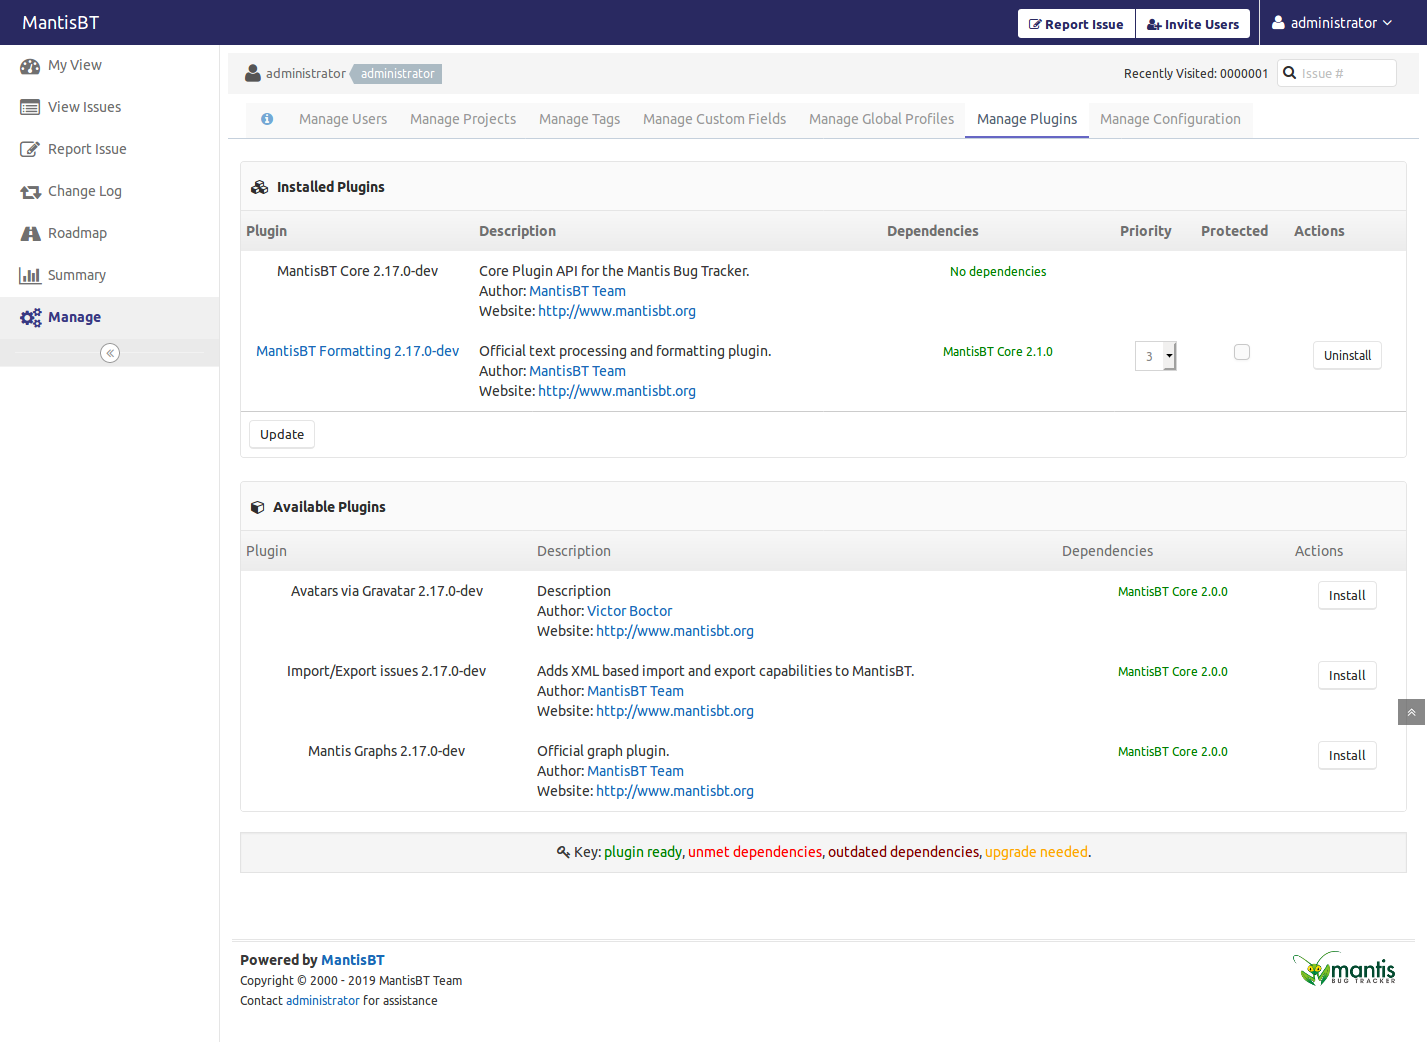 MantisBT
Report Issue
Invite Users
administrator
My View
View Issues
Report Issue
Change Log
Roadmap
Summary
Manage
administrator
administrator
Recently Visited: 0000001
Issue #
Manage Users
Manage Projects
Manage Tags
Manage Custom Fields
Manage Global Profiles
Manage Plugins
Manage Configuration
Installed Plugins
Plugin Description Dependencies Priority Protected Actions
MantisBT Core 2.17.0-dev
Core Plugin API for the Mantis Bug Tracker.
Author: MantisBT Team
Website: http://www.mantisbt.org
No dependencies
MantisBT Formatting 2.17.0-dev
Official text processing and formatting plugin.
Author: MantisBT Team
Website: http://www.mantisbt.org
MantisBT Core 2.1.0
3
Uninstall
Update
Available Plugins
Plugin Description Dependencies Actions
Avatars via Gravatar 2.17.0-dev
Description
Author: Victor Boctor
Website: http://www.mantisbt.org
MantisBT Core 2.0.0
Install
Import/Export issues 2.17.0-dev
Adds XML based import and export capabilities to MantisBT.
Author: MantisBT Team
Website: http://www.mantisbt.org
MantisBT Core 2.0.0
Install
Mantis Graphs 2.17.0-dev
Official graph plugin.
Author: MantisBT Team
Website: http://www.mantisbt.org
MantisBT Core 2.0.0
Install
Key: plugin ready, unmet dependencies, outdated dependencies, upgrade needed.
Powered by MantisBT
Copyright © 2000 - 2019 MantisBT Team
Contact administrator for assistance
mantis
BUG TRACKER